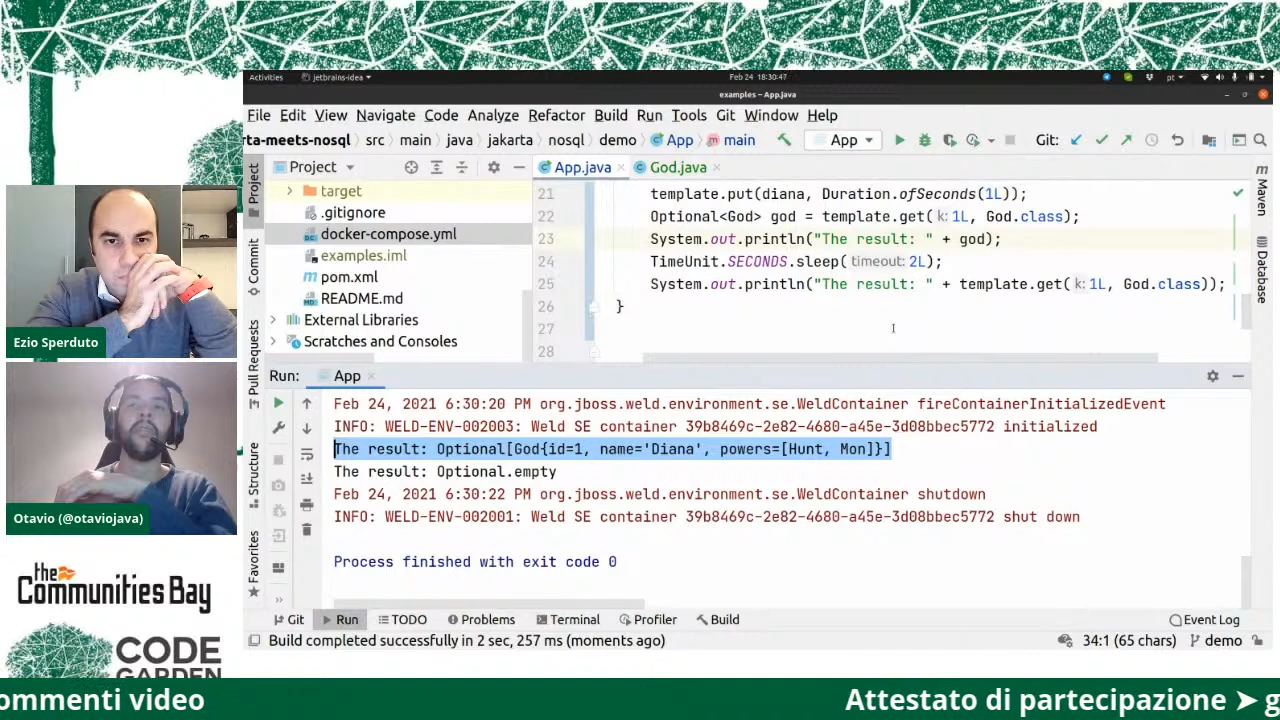 Activities
jetbrains-idea
Feb 24 18:30:47
pt
examples – App.java
File Edit View Navigate Code Analyze Refactor Build Run Tools Git Window Help
rta-meets-nosql src main java jakarta nosql demo App main App Git:
Project
App.java God.java
target
.gitignore
docker-compose.yml
examples.iml
pom.xml
README.md
External Libraries
Scratches and Consoles
21 template.put(diana, Duration.ofSeconds(1L));
22 Optional<God> god = template.get( k: 1L, God.class);
23 System.out.println("The result: " + god);
24 TimeUnit.SECONDS.sleep( timeout: 2L);
25 System.out.println("The result: " + template.get( k: 1L, God.class));
26 }
27
28
Project
Commit
Pull Requests
Structure
Favorites
Maven
Database
Run: App
Feb 24, 2021 6:30:20 PM org.jboss.weld.environment.se.WeldContainer fireContainerInitializedEvent
INFO: WELD-ENV-002003: Weld SE container 39b8469c-2e82-4680-a45e-3d08bbec5772 initialized
The result: Optional[God{id=1, name='Diana', powers=[Hunt, Mon]}]
The result: Optional.empty
Feb 24, 2021 6:30:22 PM org.jboss.weld.environment.se.WeldContainer shutdown
INFO: WELD-ENV-002001: Weld SE container 39b8469c-2e82-4680-a45e-3d08bbec5772 shut down
Process finished with exit code 0
Git Run TODO Problems Terminal Profiler Build Event Log
Build completed successfully in 2 sec, 257 ms (moments ago)
34:1 (65 chars) demo
Ezio Sperduto
Otavio (@otaviojava)
the
Communities Bay
CODE
GARDEN
ommenti video
Attestato di partecipazione ➤ g